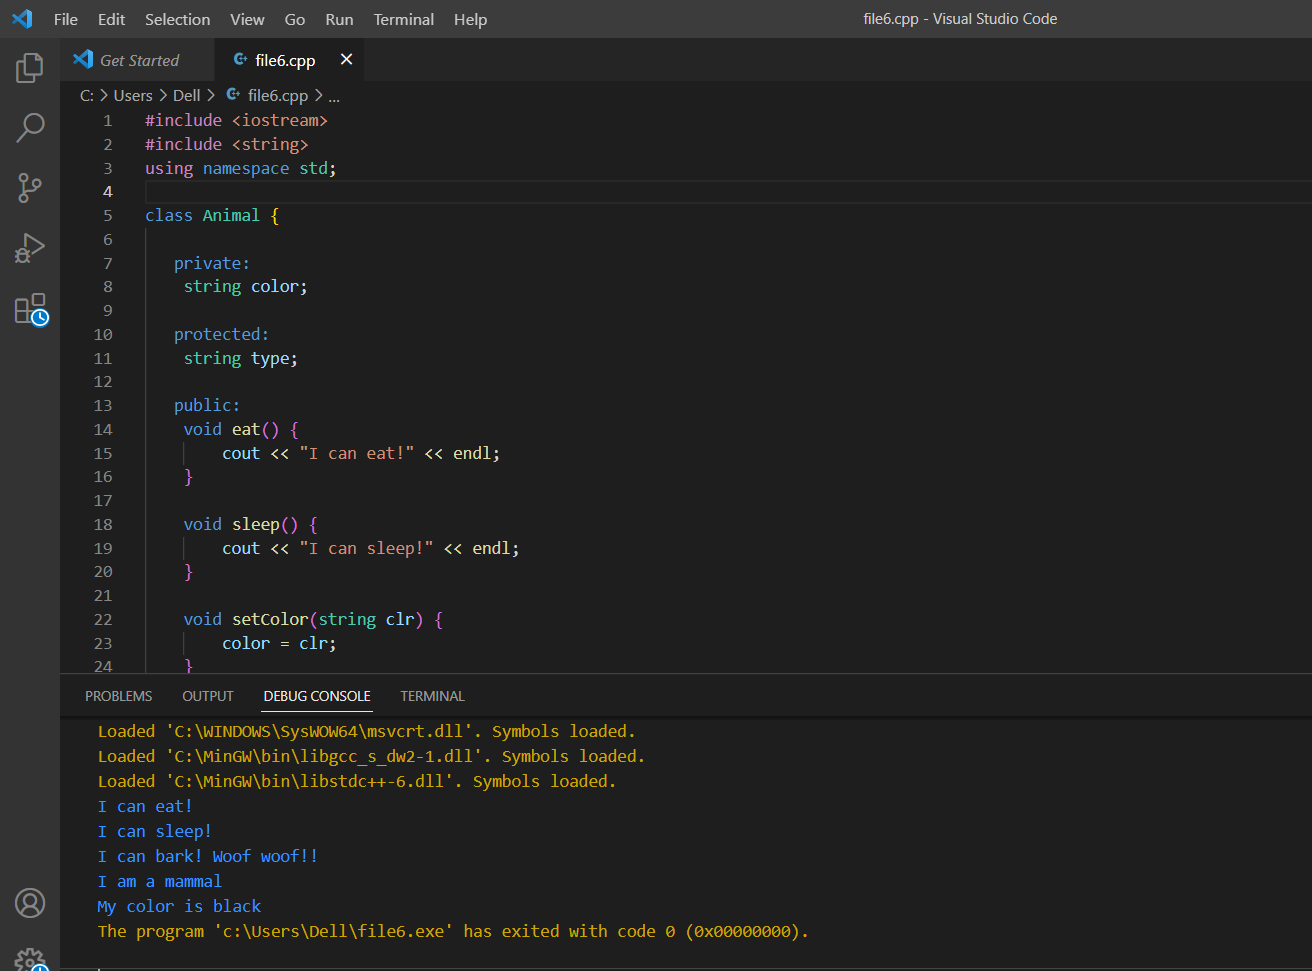 File Edit Selection View Go Run Terminal Help file6.cpp - Visual Studio Code
Get Started file6.cpp
C: > Users > Dell > file6.cpp > ...
1 #include <iostream>
2 #include <string>
3 using namespace std;
4
5 class Animal {
6
7 private:
8 string color;
9
10 protected:
11 string type;
12
13 public:
14 void eat() {
15 cout << "I can eat!" << endl;
16 }
17
18 void sleep() {
19 cout << "I can sleep!" << endl;
20 }
21
22 void setColor(string clr) {
23 color = clr;
24 }
PROBLEMS OUTPUT DEBUG CONSOLE TERMINAL
Loaded 'C:\WINDOWS\SysWOW64\msvcrt.dll'. Symbols loaded.
Loaded 'C:\MinGW\bin\libgcc_s_dw2-1.dll'. Symbols loaded.
Loaded 'C:\MinGW\bin\libstdc++-6.dll'. Symbols loaded.
I can eat!
I can sleep!
I can bark! Woof woof!!
I am a mammal
My color is black
The program 'c:\Users\Dell\file6.exe' has exited with code 0 (0x00000000).